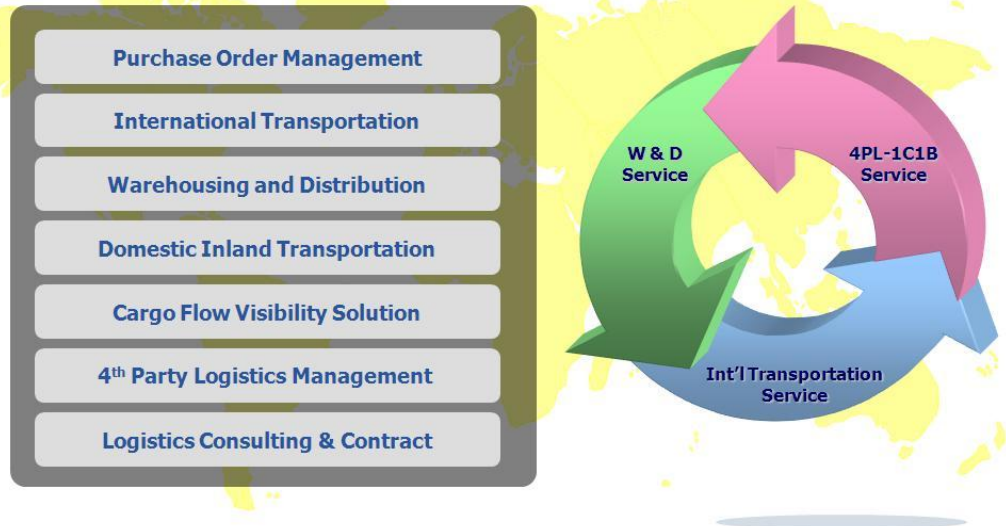 Purchase Order Management
International Transportation
Warehousing and Distribution
Domestic Inland Transportation
Cargo Flow Visibility Solution
4th Party Logistics Management
Logistics Consulting & Contract
W & D
Service
4PL-1C1B
Service
Int'l Transportation
Service